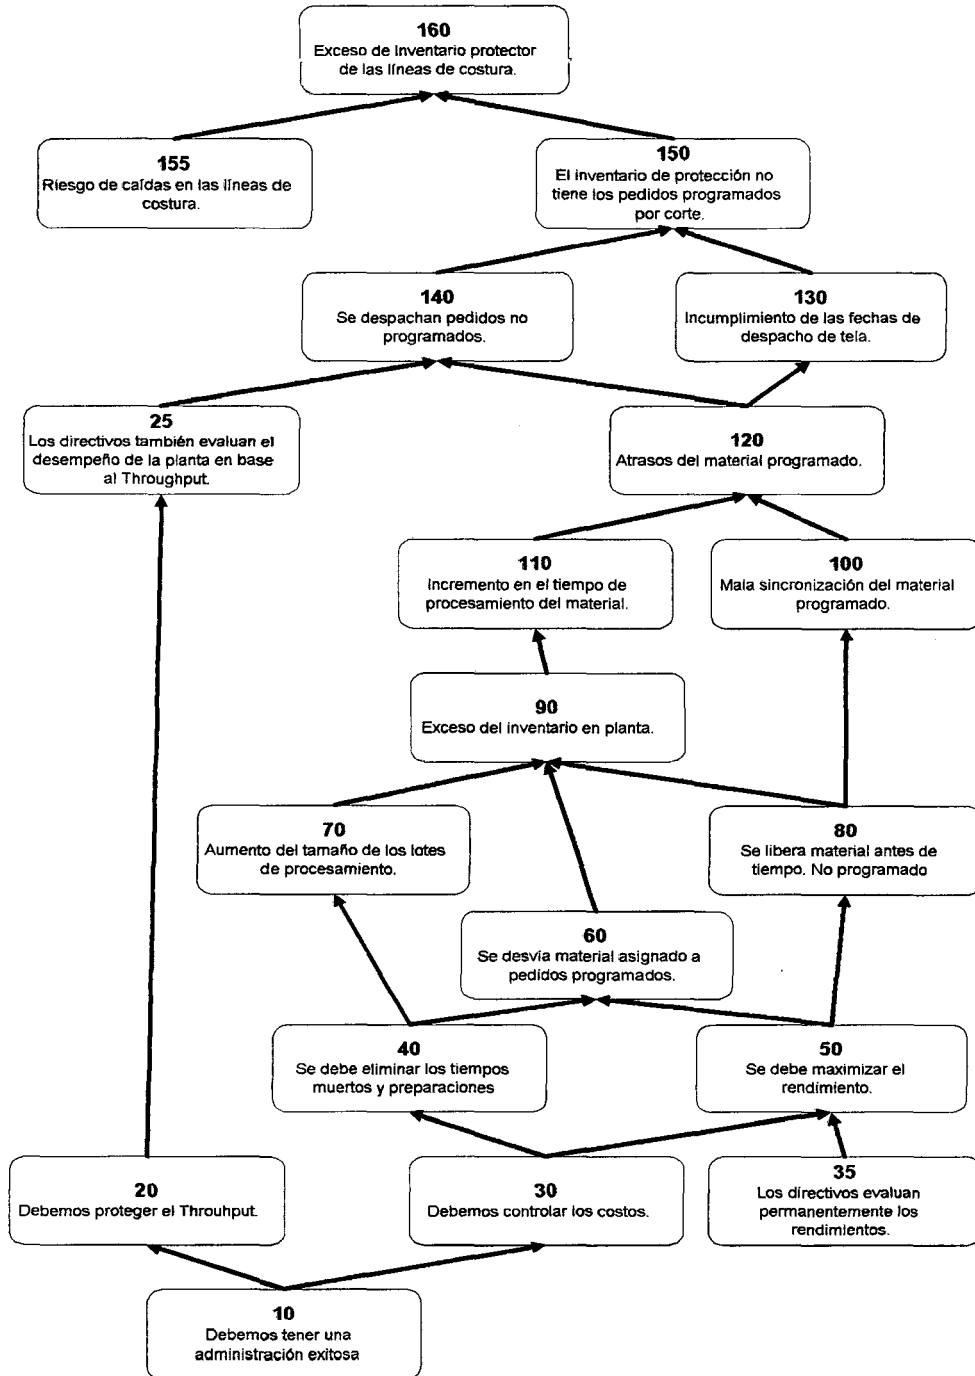 160
Exceso de Inventario protector
de las líneas de costura.
155
Riesgo de caídas en las líneas de
costura.
150
El inventario de protección no
tiene los pedidos programados
por corte.
140
Se despachan pedidos no
programados.
130
Incumplimiento de las fechas de
despacho de tela.
25
Los directivos también evaluan el
desempeño de la planta en base
al Throughput.
120
Atrasos del material programado.
110
Incremento en el tiempo de
procesamiento del material.
100
Mala sincronización del material
programado.
90
Exceso del inventario en planta.
70
Aumento del tamaño de los lotes
de procesamiento.
80
Se libera material antes de
tiempo. No programado
60
Se desvía material asignado a
pedidos programados.
40
Se debe eliminar los tiempos
muertos y preparaciones
50
Se debe maximizar el
rendimiento.
20
Debemos proteger el Throuhput.
30
Debemos controlar los costos.
35
Los directivos evaluan
permanentemente los
rendimientos.
10
Debemos tener una
administración exitosa